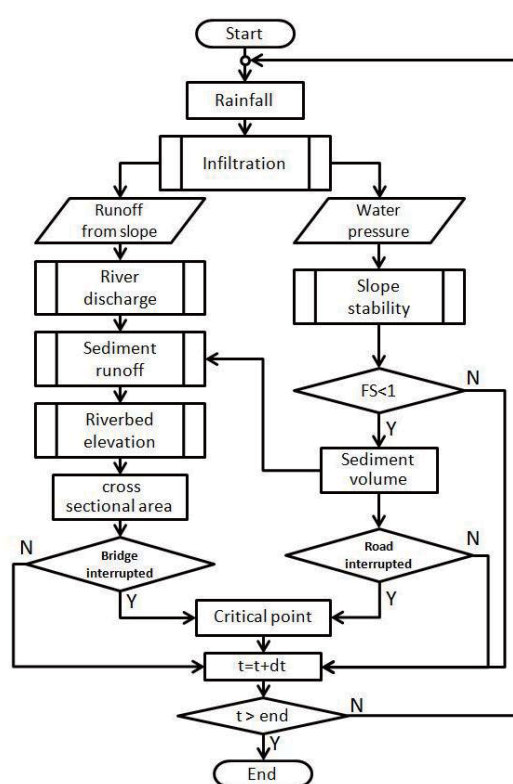 Start
Rainfall
Infiltration
Runoff
from slope
Water
pressure
River
discharge
Slope
stability
Sediment
runoff
FS<1
N
Y
Riverbed
elevation
Sediment
volume
cross
sectional area
N
Bridge
interrupted
Y
Road
interrupted
N
Y
Critical point
t=t+dt
t > end
N
Y
End